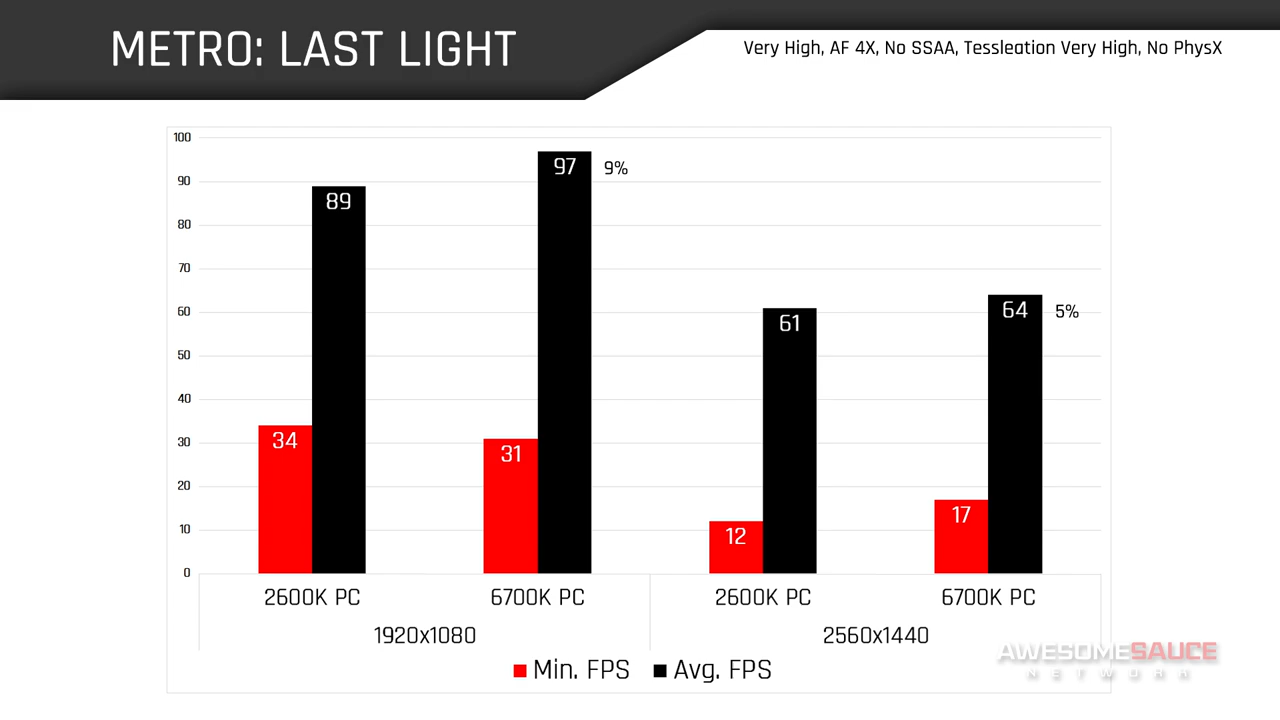 METRO: LAST LIGHT
Very High, AF 4X, No SSAA, Tessleation Very High, No PhysX
100
90
80
70
60
50
40
30
20
10
0
34
89
31
97
9%
12
61
17
64
5%
2600K PC
6700K PC
2600K PC
6700K PC
1920x1080
2560x1440
Min. FPS
Avg. FPS
AWESOMESAUCE
NETWORK